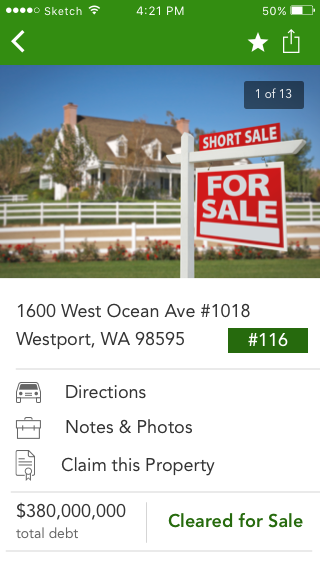 Sketch 4:21 PM 50%
1 of 13
SHORT SALE
FOR
SALE
1600 West Ocean Ave #1018
Westport, WA 98595
#116
Directions
Notes & Photos
Claim this Property
$380,000,000
total debt
Cleared for Sale